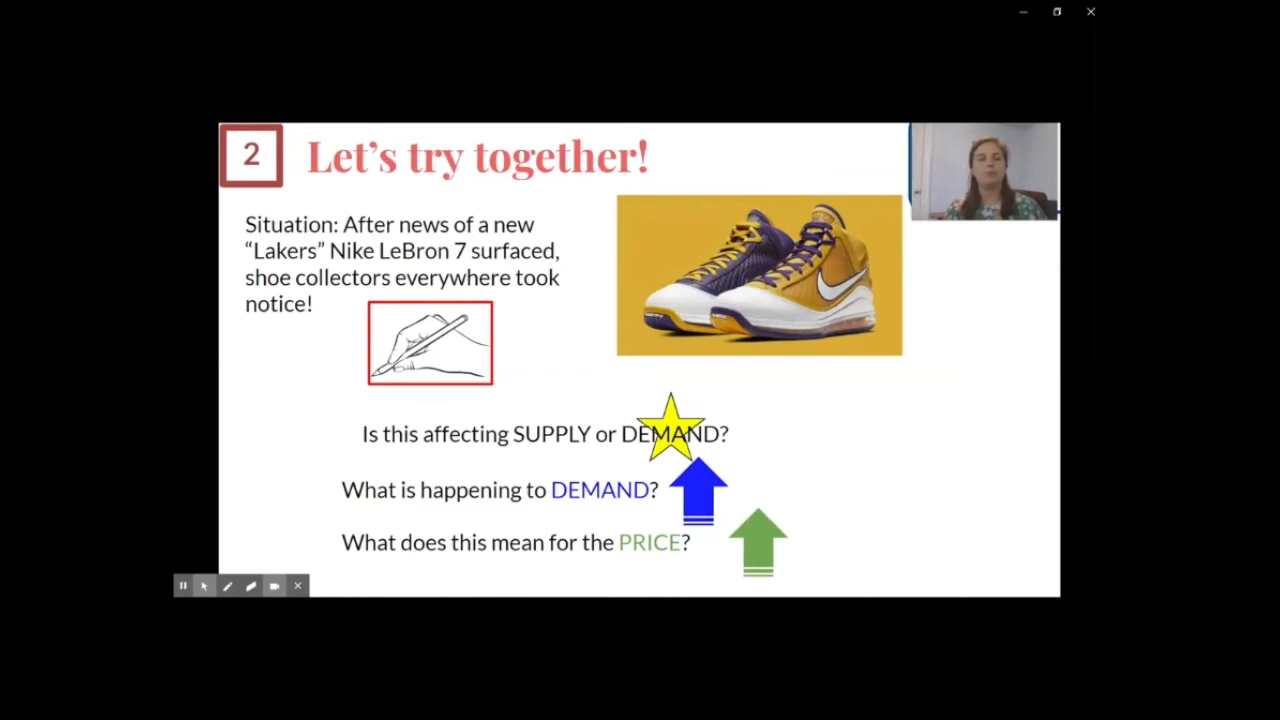 2
Let's try together!
Situation: After news of a new
“Lakers” Nike LeBron 7 surfaced,
shoe collectors everywhere took
notice!
Is this affecting SUPPLY or DEMAND?
What is happening to DEMAND?
What does this mean for the PRICE?